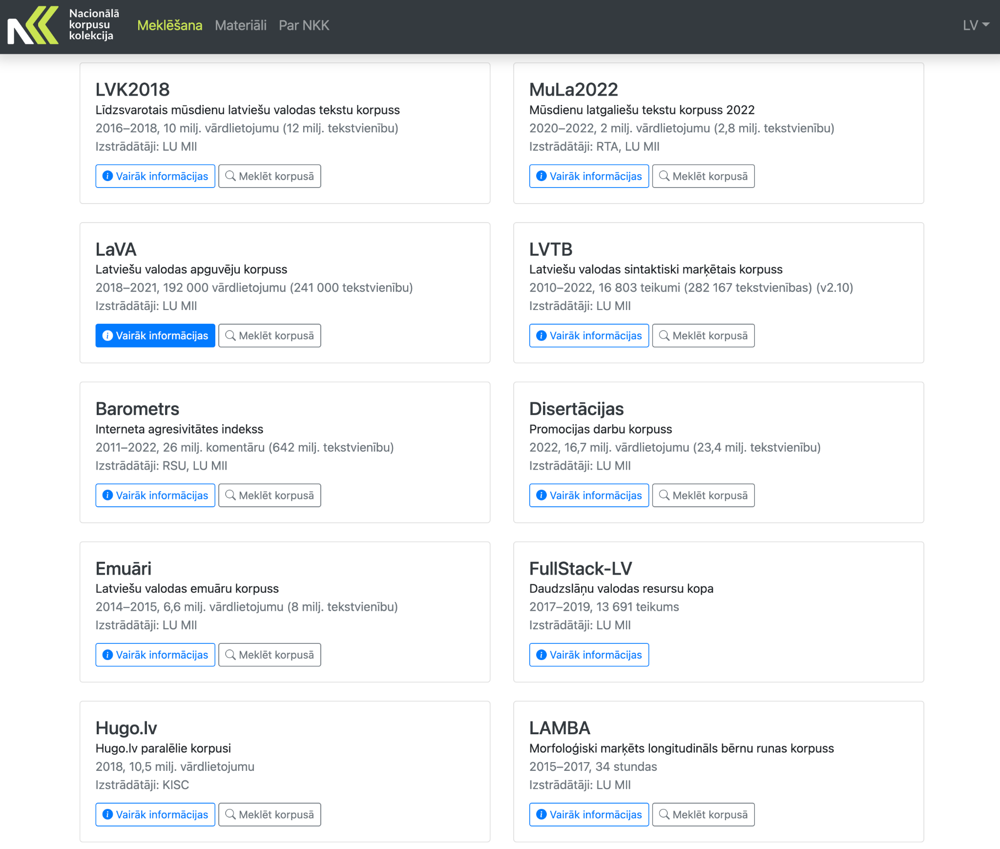 Nacionālā
korpusu
kolekcija
Meklēšana Materiāli Par NKK LV
LVK2018
Līdzsvarotais mūsdienu latviešu valodas tekstu korpuss
2016–2018, 10 milj. vārdlietojumu (12 milj. tekstvienību)
Izstrādātāji: LU MII
Vairāk informācijas Meklēt korpusā
MuLa2022
Mūsdienu latgaliešu tekstu korpuss 2022
2020–2022, 2 milj. vārdlietojumu (2,8 milj. tekstvienību)
Izstrādātāji: RTA, LU MII
Vairāk informācijas Meklēt korpusā
LaVA
Latviešu valodas apguvēju korpuss
2018–2021, 192 000 vārdlietojumu (241 000 tekstvienību)
Izstrādātāji: LU MII
Vairāk informācijas Meklēt korpusā
LVTB
Latviešu valodas sintaktiski marķētais korpuss
2010–2022, 16 803 teikumi (282 167 tekstvienības) (v2.10)
Izstrādātāji: LU MII
Vairāk informācijas Meklēt korpusā
Barometrs
Interneta agresivitātes indekss
2011–2022, 26 milj. komentāru (642 milj. tekstvienību)
Izstrādātāji: RSU, LU MII
Vairāk informācijas Meklēt korpusā
Disertācijas
Promocijas darbu korpuss
2022, 16,7 milj. vārdlietojumu (23,4 milj. tekstvienību)
Izstrādātāji: LU MII
Vairāk informācijas Meklēt korpusā
Emuāri
Latviešu valodas emuāru korpuss
2014–2015, 6,6 milj. vārdlietojumu (8 milj. tekstvienību)
Izstrādātāji: LU MII
Vairāk informācijas Meklēt korpusā
FullStack-LV
Daudzslāņu valodas resursu kopa
2017–2019, 13 691 teikums
Izstrādātāji: LU MII
Vairāk informācijas
Hugo.lv
Hugo.lv paralēlie korpusi
2018, 10,5 milj. vārdlietojumu
Izstrādātāji: KISC
Vairāk informācijas Meklēt korpusā
LAMBA
Morfoloģiski marķēts longitudināls bērnu runas korpuss
2015–2017, 34 stundas
Izstrādātāji: LU MII
Vairāk informācijas Meklēt korpusā